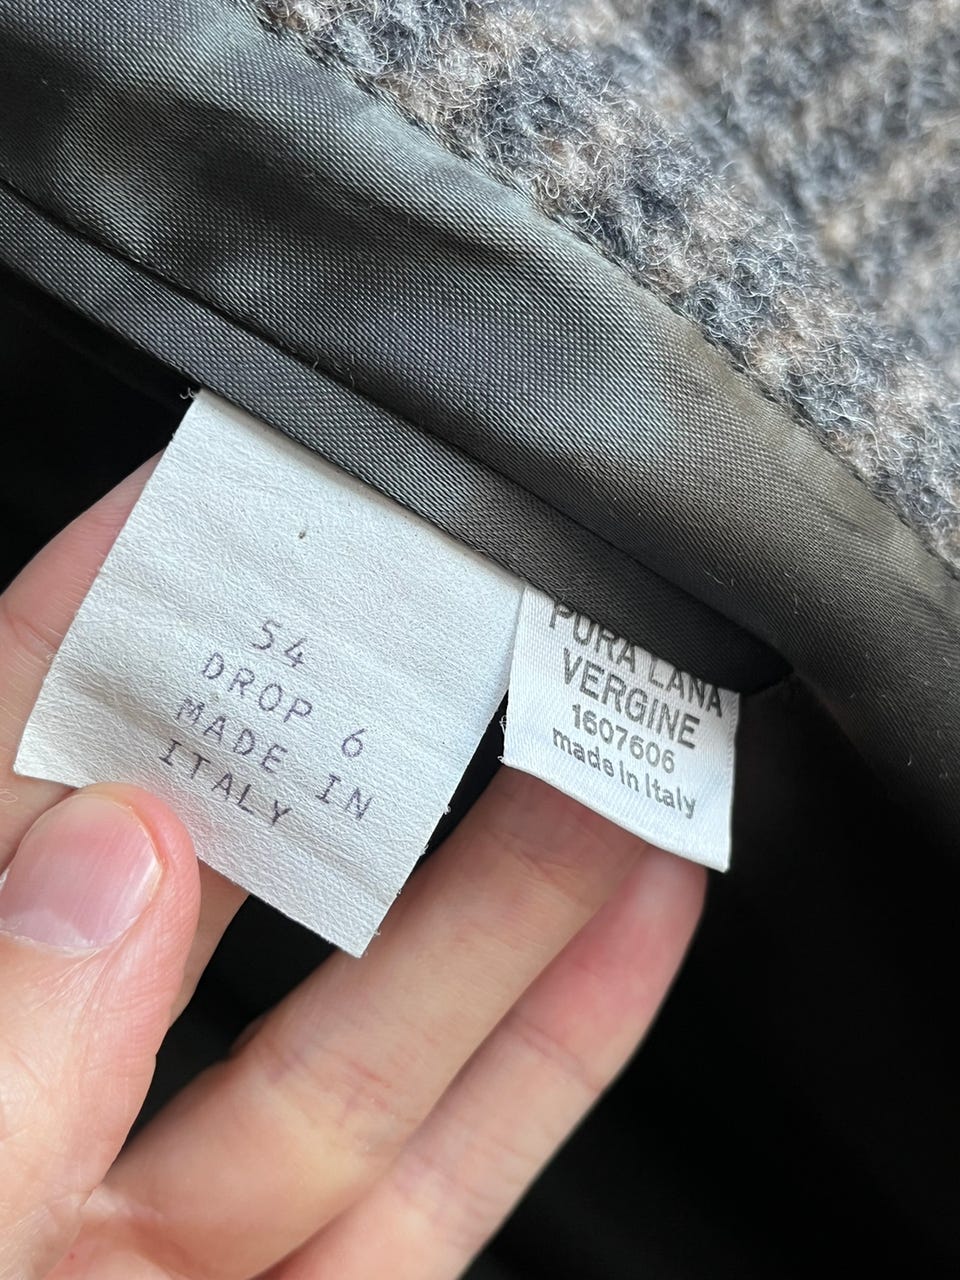 54
DROP 6
MADE IN
ITALY
PURA LANA
VERGINE
1607606
made in Italy